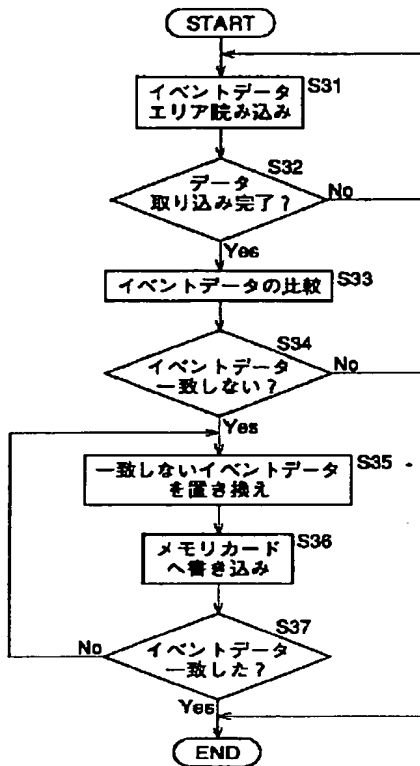 START
イベントデータ
エリア読み込み
S31
データ
取り込み完了?
S32
No
Yes
イベントデータの比較
S33
イベントデータ
一致しない?
S34
No
Yes
一致しないイベントデータ
を置き換え
S35
メモリカード
へ書き込み
S36
イベントデータ
一致した?
S37
No
Yes
END